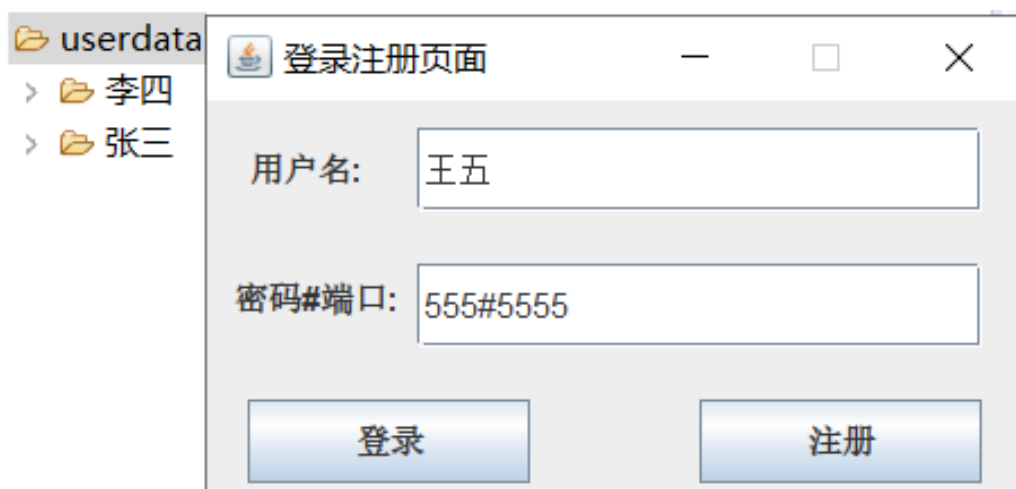 userdata
李四
张三
登录注册页面
用户名:
王五
密码#端口:
555#5555
登录
注册